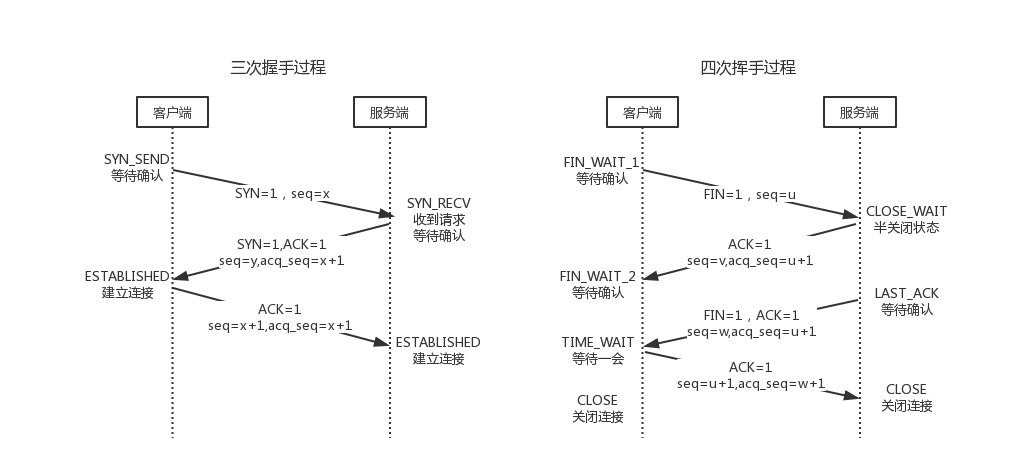 三次握手过程
客户端
服务端
SYN_SEND
等待确认
SYN=1，seq=x
SYN_RECV
收到请求
等待确认
SYN=1,ACK=1
seq=y,acq_seq=x+1
ESTABLISHED
建立连接
ACK=1
seq=x+1,acq_seq=x+1
ESTABLISHED
建立连接
四次挥手过程
客户端
服务端
FIN_WAIT_1
等待确认
FIN=1，seq=u
CLOSE_WAIT
半关闭状态
ACK=1
seq=v,acq_seq=u+1
FIN_WAIT_2
等待确认
LAST_ACK
等待确认
FIN=1，ACK=1
seq=w,acq_seq=u+1
TIME_WAIT
等待一会
ACK=1
seq=u+1,acq_seq=w+1
CLOSE
关闭连接
CLOSE
关闭连接